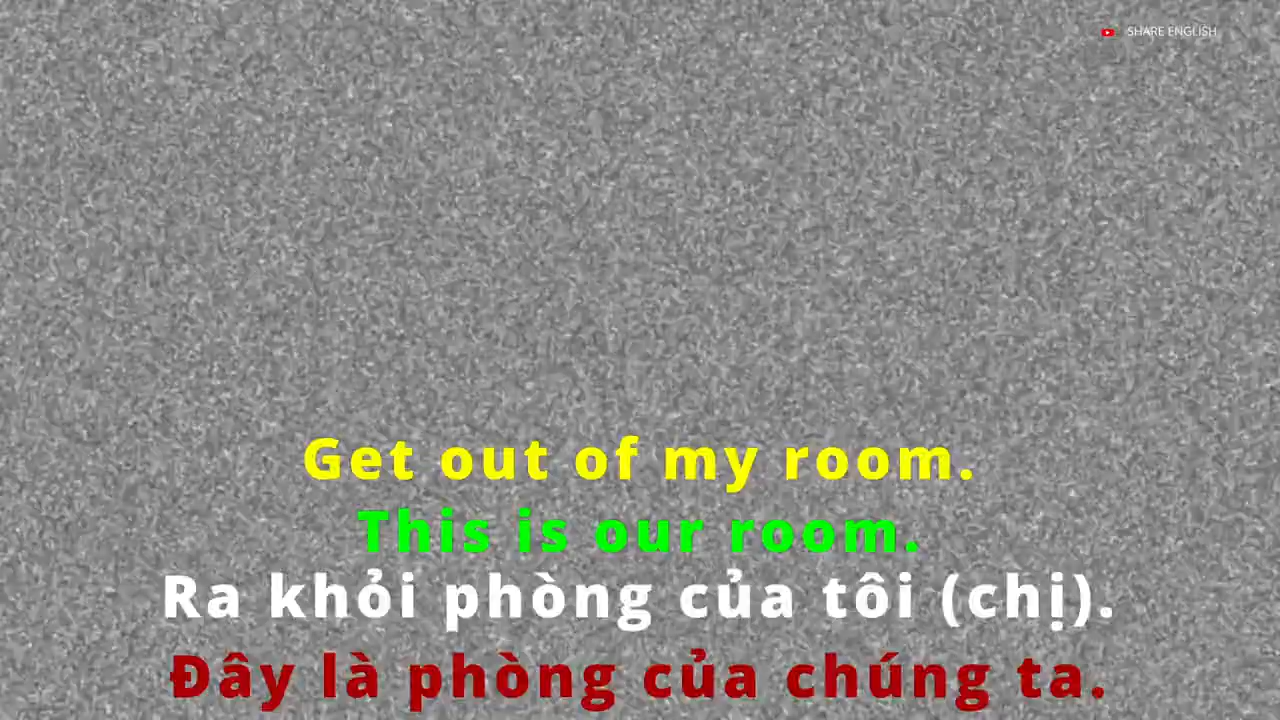 SHARE ENGLISH
Get out of my room.
This is our room.
Ra khỏi phòng của tôi (chị).
Đây là phòng của chúng ta.